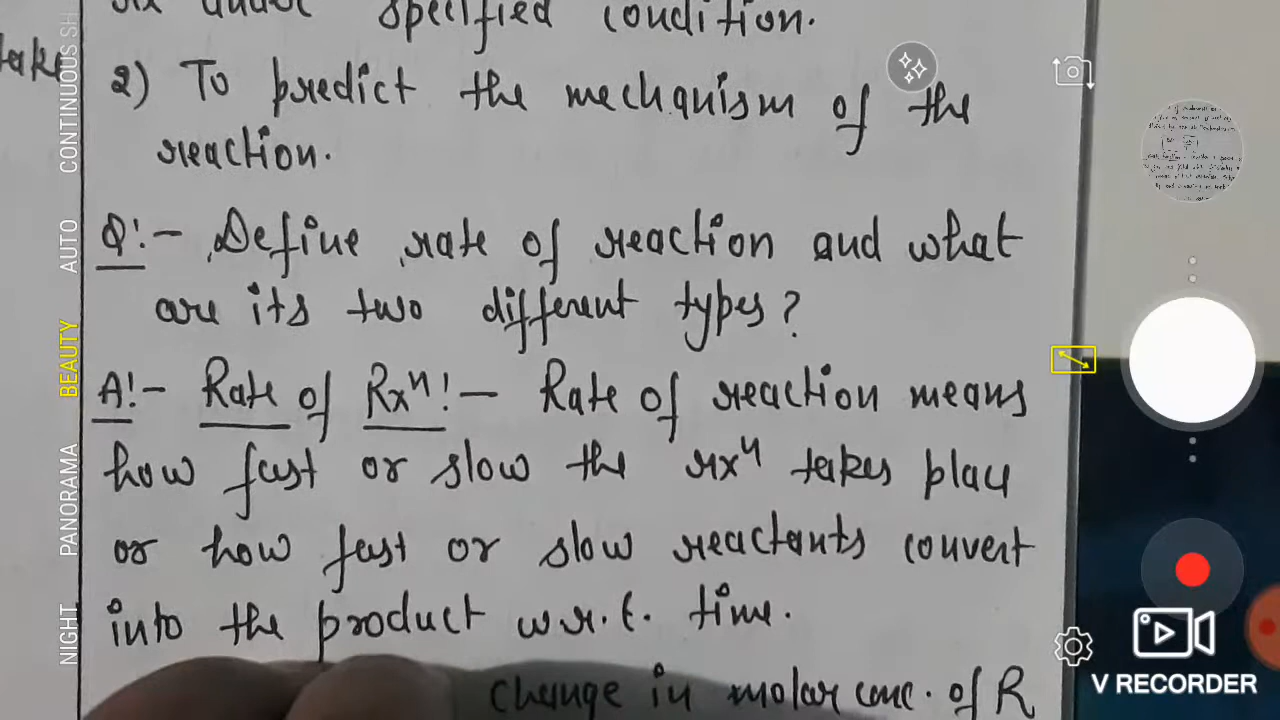 specified condition.
take
2) To predict the mechanism of the
reaction.
Q:- Define rate of reaction and what
are its two different types?
A:- Rate of Rxⁿ:- Rate of reaction means
how fast or slow the rxⁿ takes place
or how fast or slow reactants convert
into the product w.r.t. time.
change in molar conc. of R
CONTINUOUS SH
AUTO
BEAUTY
PANORAMA
NIGHT
V RECORDER